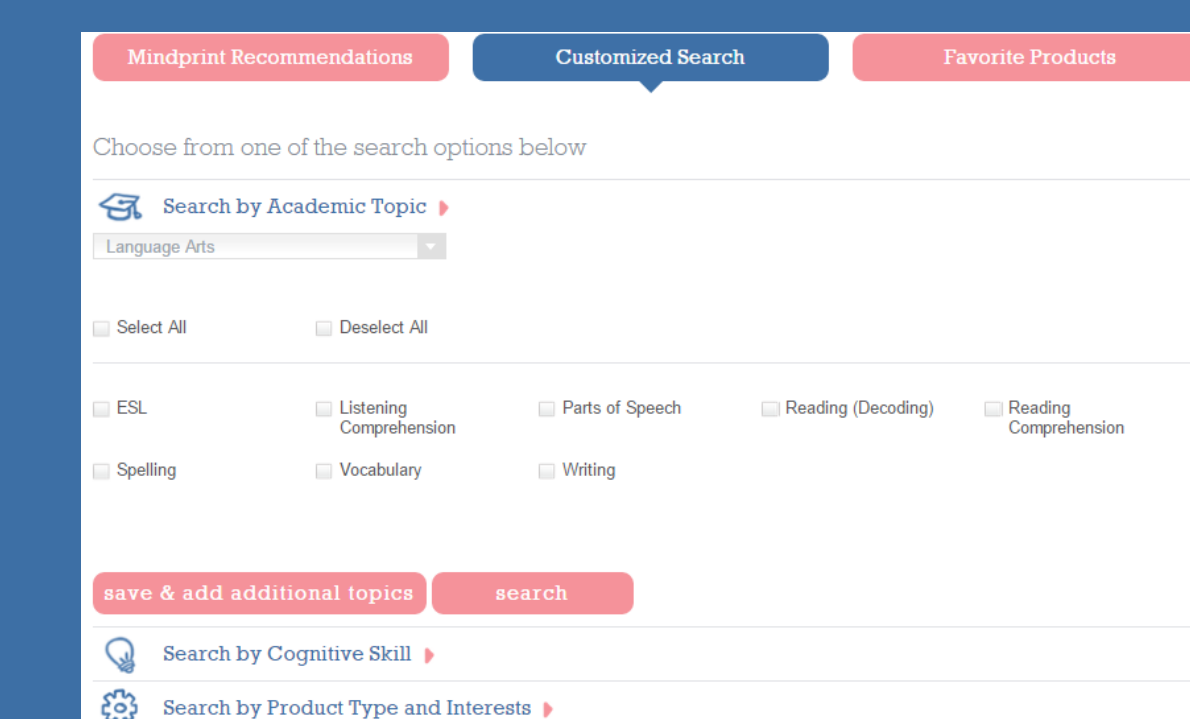 Mindprint Recommendations
Customized Search
Favorite Products
Choose from one of the search options below
Search by Academic Topic
Language Arts
Select All
Deselect All
ESL
Listening
Comprehension
Parts of Speech
Reading (Decoding)
Reading
Comprehension
Spelling
Vocabulary
Writing
save & add additional topics
search
Search by Cognitive Skill
Search by Product Type and Interests